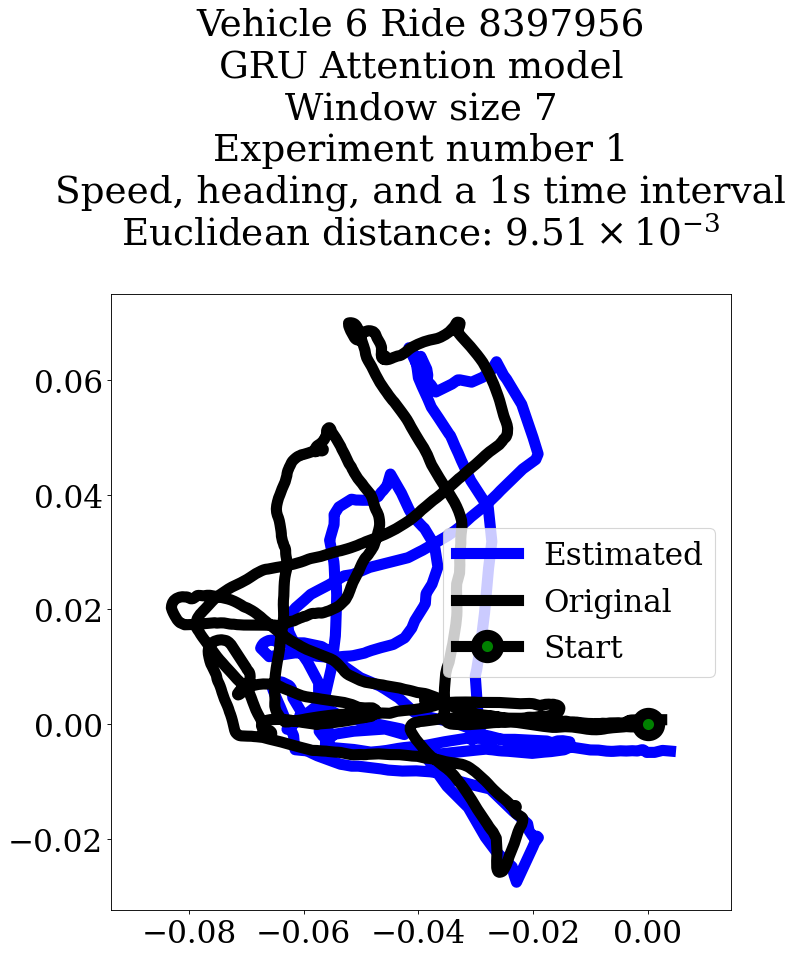 Vehicle 6 Ride 8397956
GRU Attention model
Window size 7
Experiment number 1
Speed, heading, and a 1s time interval
Euclidean distance: 9.51 × 10⁻³
0.06
0.04
0.02
0.00
−0.02
Estimated
Original
Start
−0.08 −0.06 −0.04 −0.02 0.00